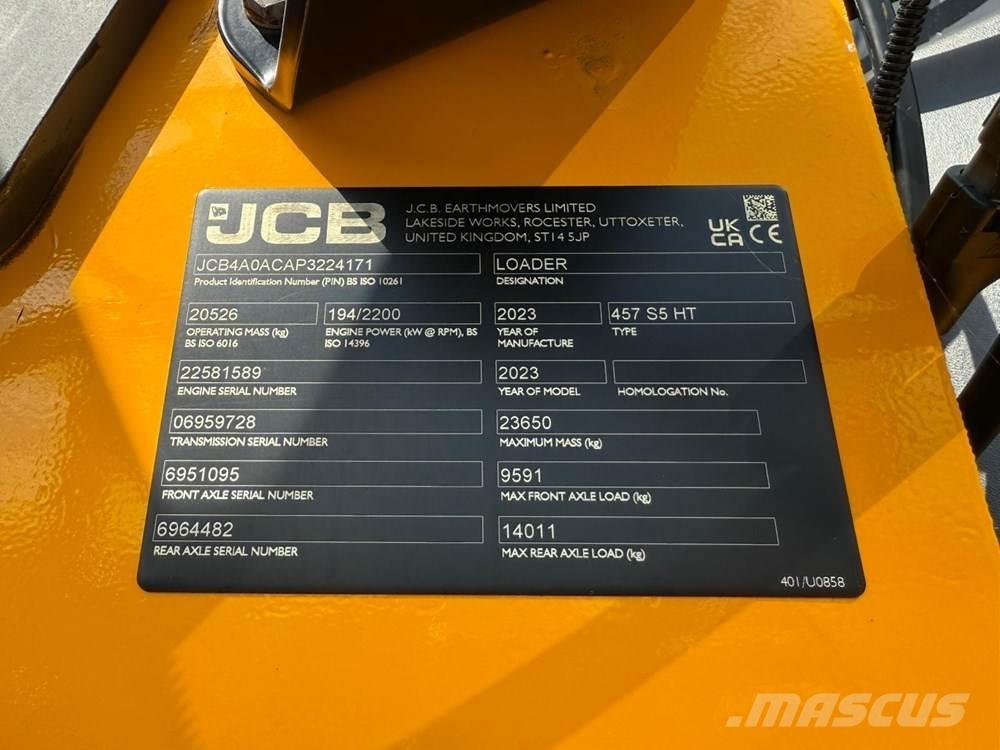 JCB
J.C.B. EARTHMOVERS LIMITED
LAKESIDE WORKS, ROCESTER, UTTOXETER,
UNITED KINGDOM, ST14 5JP
UK
CA CE
JCB4A0ACAP3224171
Product Identification Number (PIN) BS ISO 10261
LOADER
DESIGNATION
20526
OPERATING MASS (kg)
BS ISO 6016
194/2200
ENGINE POWER (kW @ RPM), BS
ISO 14396
2023
YEAR OF
MANUFACTURE
457 S5 HT
TYPE
22581589
ENGINE SERIAL NUMBER
2023
YEAR OF MODEL
HOMOLOGATION No.
06959728
TRANSMISSION SERIAL NUMBER
23650
MAXIMUM MASS (kg)
6951095
FRONT AXLE SERIAL NUMBER
9591
MAX FRONT AXLE LOAD (kg)
6964482
REAR AXLE SERIAL NUMBER
14011
MAX REAR AXLE LOAD (kg)
401/U0858
MASCUS